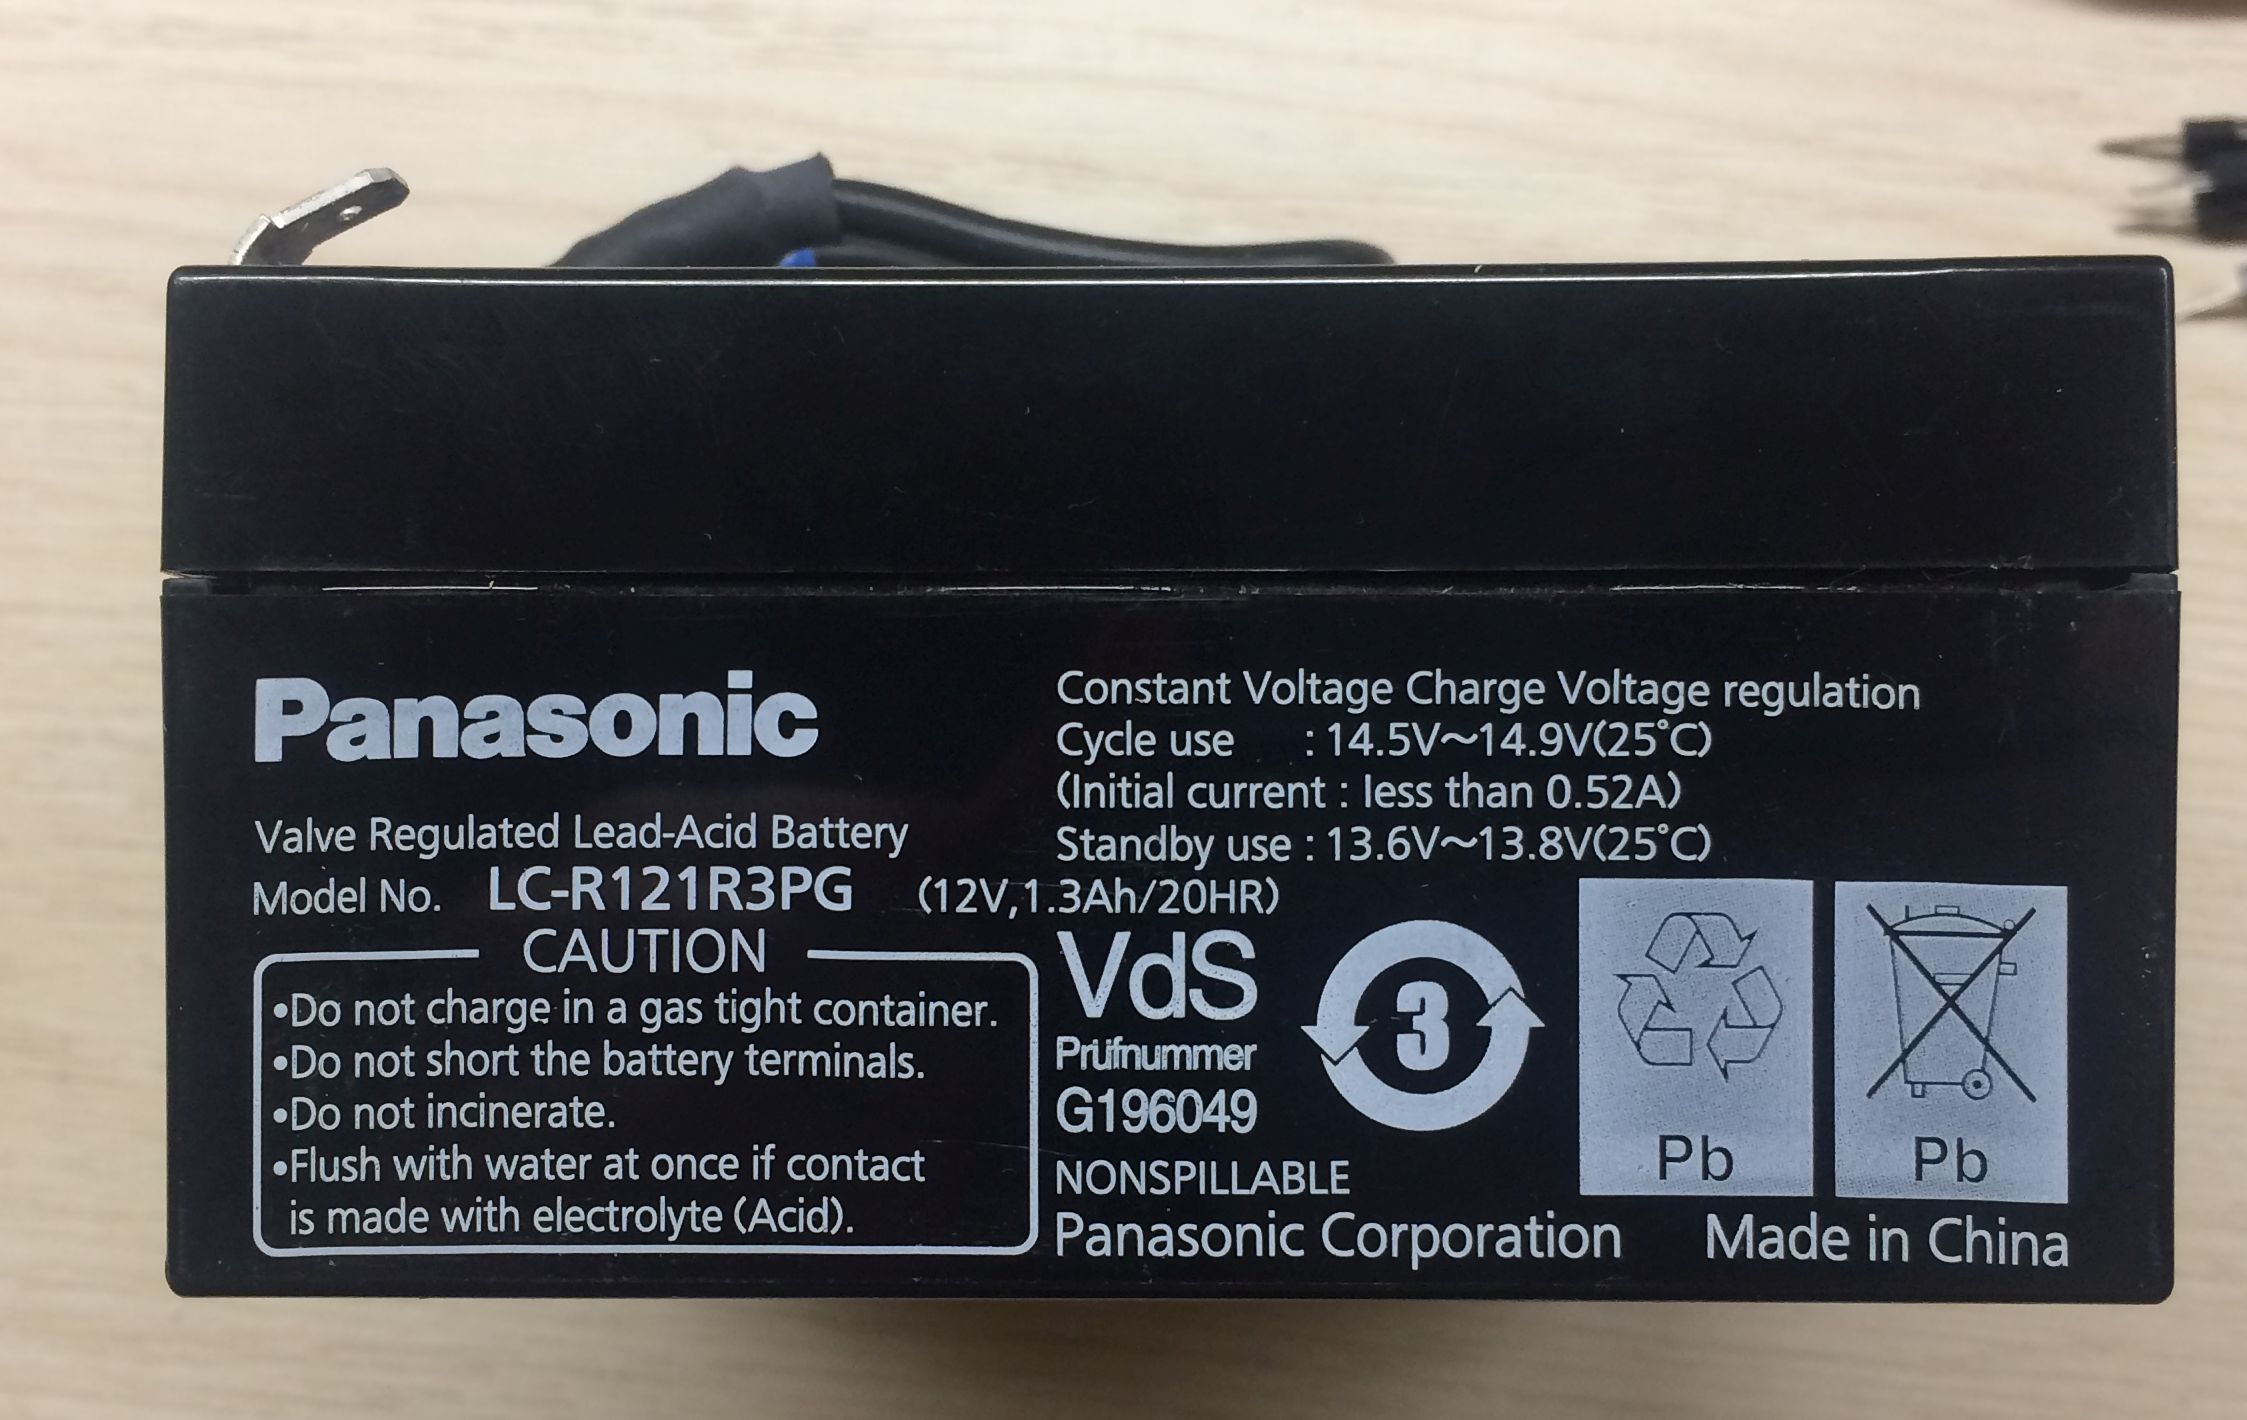 Panasonic
Valve Regulated Lead-Acid Battery
Model No. LC-R121R3PG (12V,1.3Ah/20HR)
CAUTION
•Do not charge in a gas tight container.
•Do not short the battery terminals.
•Do not incinerate.
•Flush with water at once if contact
is made with electrolyte (Acid).
Constant Voltage Charge Voltage regulation
Cycle use : 14.5V～14.9V(25℃)
(Initial current : less than 0.52A)
Standby use : 13.6V～13.8V(25℃)
VdS
Prüfnummer
G196049
3
Pb
Pb
NONSPILLABLE
Panasonic Corporation Made in China